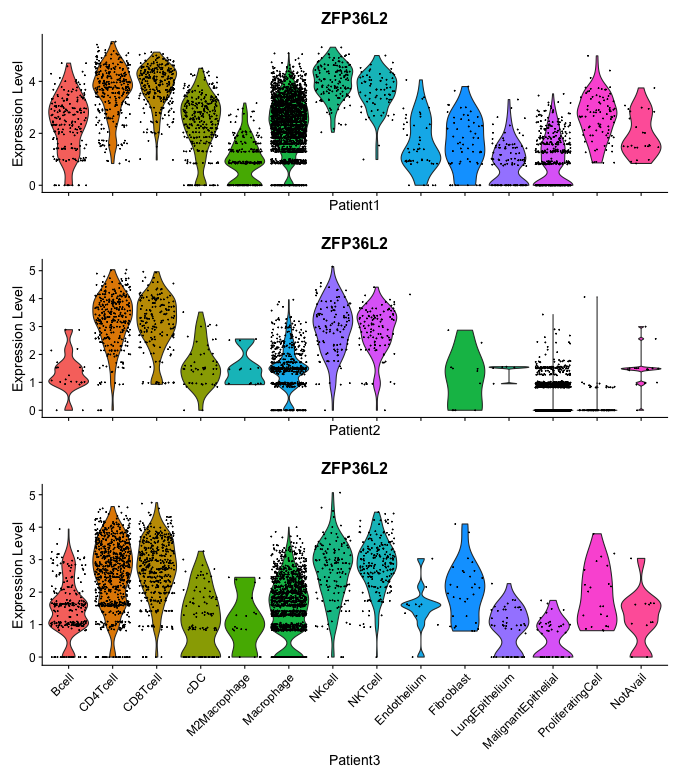 ZFP36L2
Expression Level
4
2
0
Patient1
ZFP36L2
Expression Level
5
4
3
2
1
0
Patient2
ZFP36L2
Expression Level
5
4
3
2
1
0
Bcell
CD4Tcell
CD8Tcell
cDC
M2Macrophage
Macrophage
NKcell
NKTcell
Endothelium
Fibroblast
LungEpithelium
MalignantEpithelial
ProliferatingCell
NotAvail
Patient3